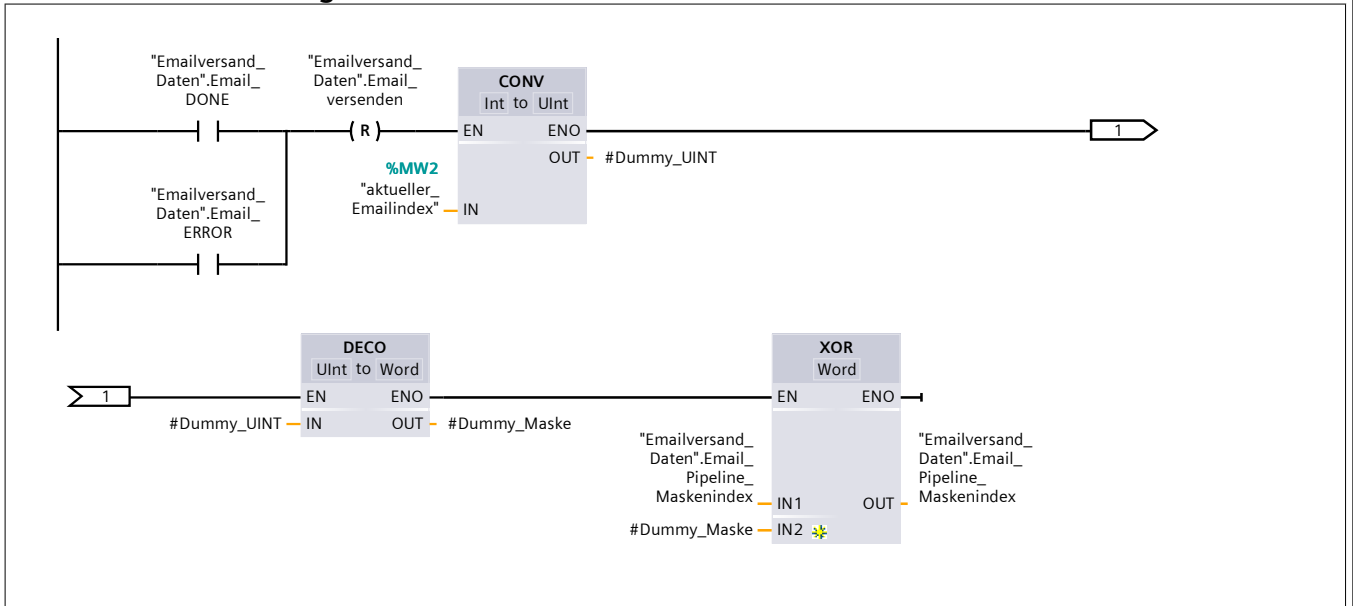 "Emailversand_
Daten".Email_
DONE
"Emailversand_
Daten".Email_
versenden
R
CONV
Int to UInt
EN ENO
OUT #Dummy_UINT
%MW2
"aktueller_
Emailindex" IN
1
"Emailversand_
Daten".Email_
ERROR
1
DECO
UInt to Word
EN ENO
#Dummy_UINT IN OUT #Dummy_Maske
XOR
Word
EN ENO
"Emailversand_
Daten".Email_
Pipeline_
Maskenindex IN1
#Dummy_Maske IN2
OUT
"Emailversand_
Daten".Email_
Pipeline_
Maskenindex